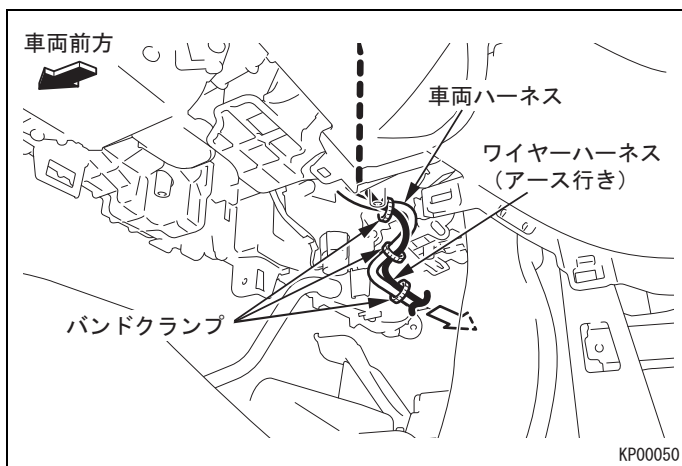 車両前方
車両ハーネス
ワイヤーハーネス
（アース行き）
バンドクランプ
KP00050